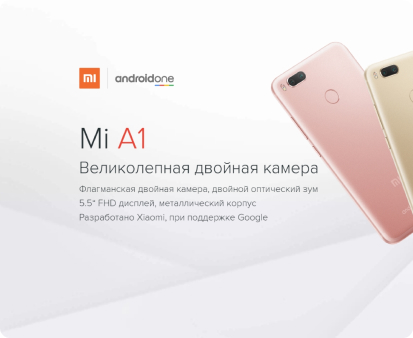 mi androidone
Mi A1
Великолепная двойная камера
Флагманская двойная камера, двойной оптический зум
5.5" FHD дисплей, металлический корпус
Разработано Xiaomi, при поддержке Google